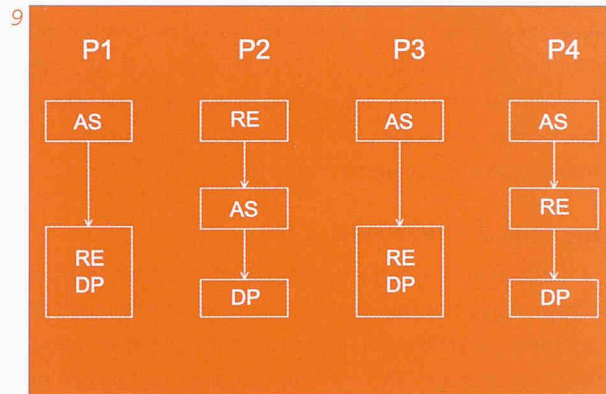 9
P1 P2 P3 P4
AS RE AS AS
AS RE
RE RE
DP DP
DP DP